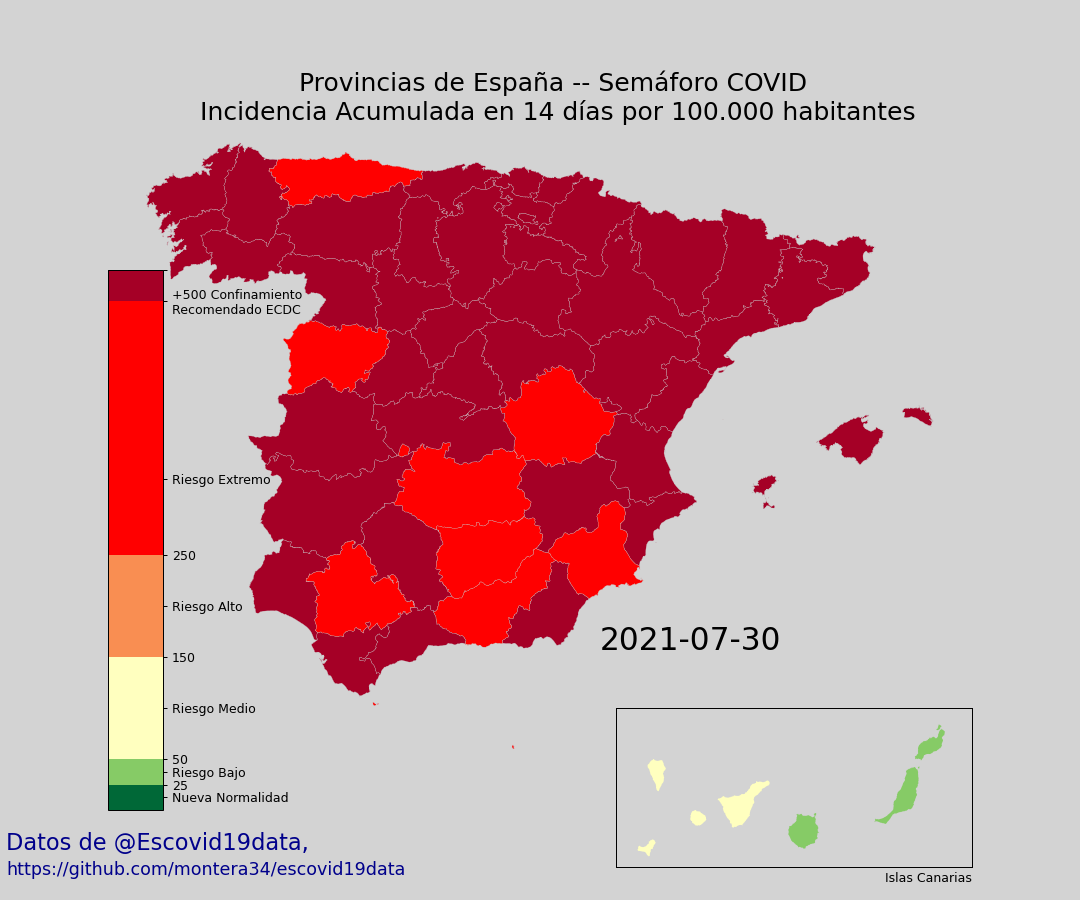 Provincias de España -- Semáforo COVID
Incidencia Acumulada en 14 días por 100.000 habitantes
+500 Confinamiento
Recomendado ECDC
Riesgo Extremo
250
Riesgo Alto
150
Riesgo Medio
50
Riesgo Bajo
25
Nueva Normalidad
2021-07-30
Islas Canarias
Datos de @Escovid19data,
https://github.com/montera34/escovid19data